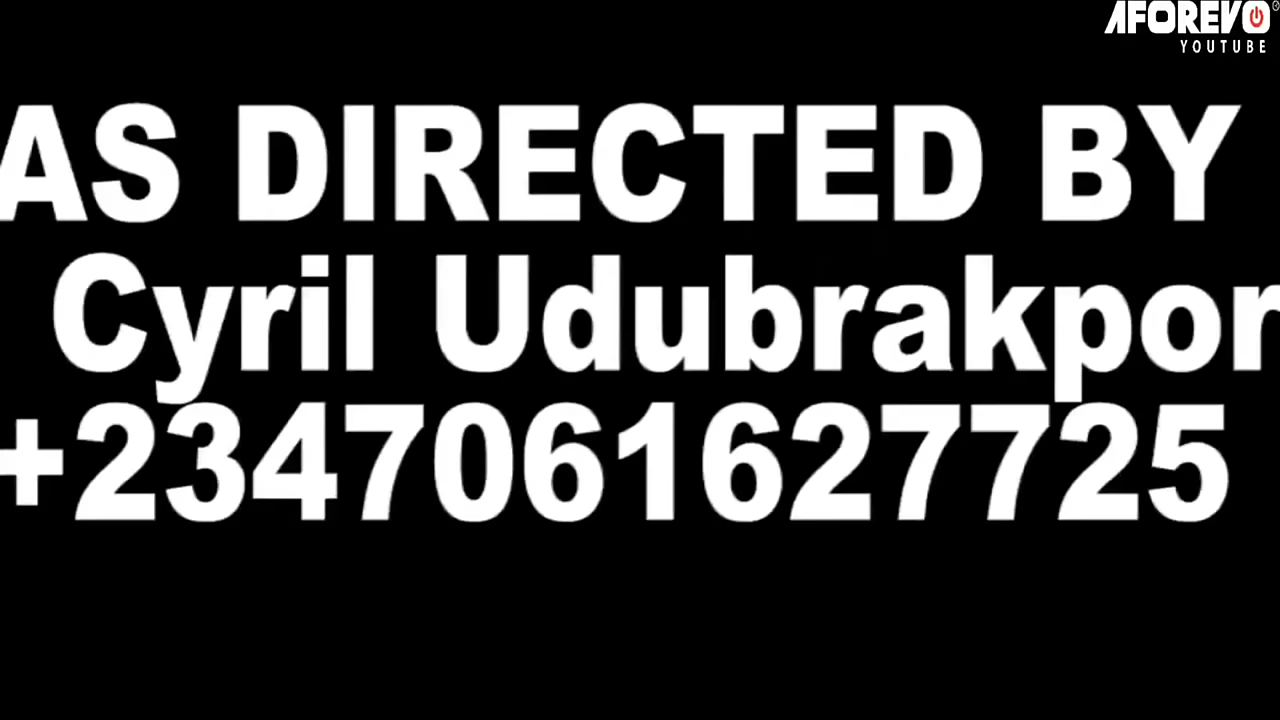 AFOREVO
YOUTUBE
AS DIRECTED BY
Cyril Udubrakpor
+2347061627725